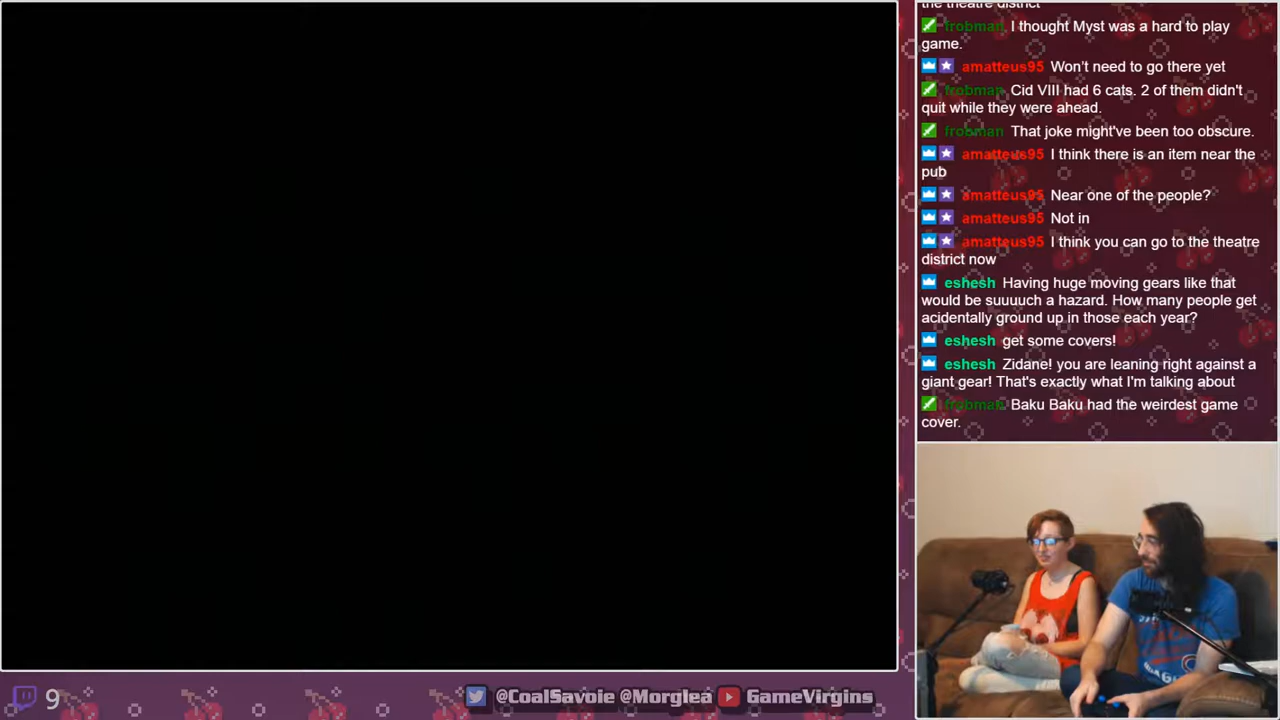 the theatre district
frobman I thought Myst was a hard to play
game.
amatteus95 Won't need to go there yet
frobman Cid VIII had 6 cats. 2 of them didn't
quit while they were ahead.
frobman That joke might've been too obscure.
amatteus95 I think there is an item near the
pub
amatteus95 Near one of the people?
amatteus95 Not in
amatteus95 I think you can go to the theatre
district now
eshesh Having huge moving gears like that
would be suuuuch a hazard. How many people get
acidentally ground up in those each year?
eshesh get some covers!
eshesh Zidane! you are leaning right against a
giant gear! That's exactly what I'm talking about
frobman Baku Baku had the weirdest game
cover.
9
@CoalSavoie @Morglea GameVirgins